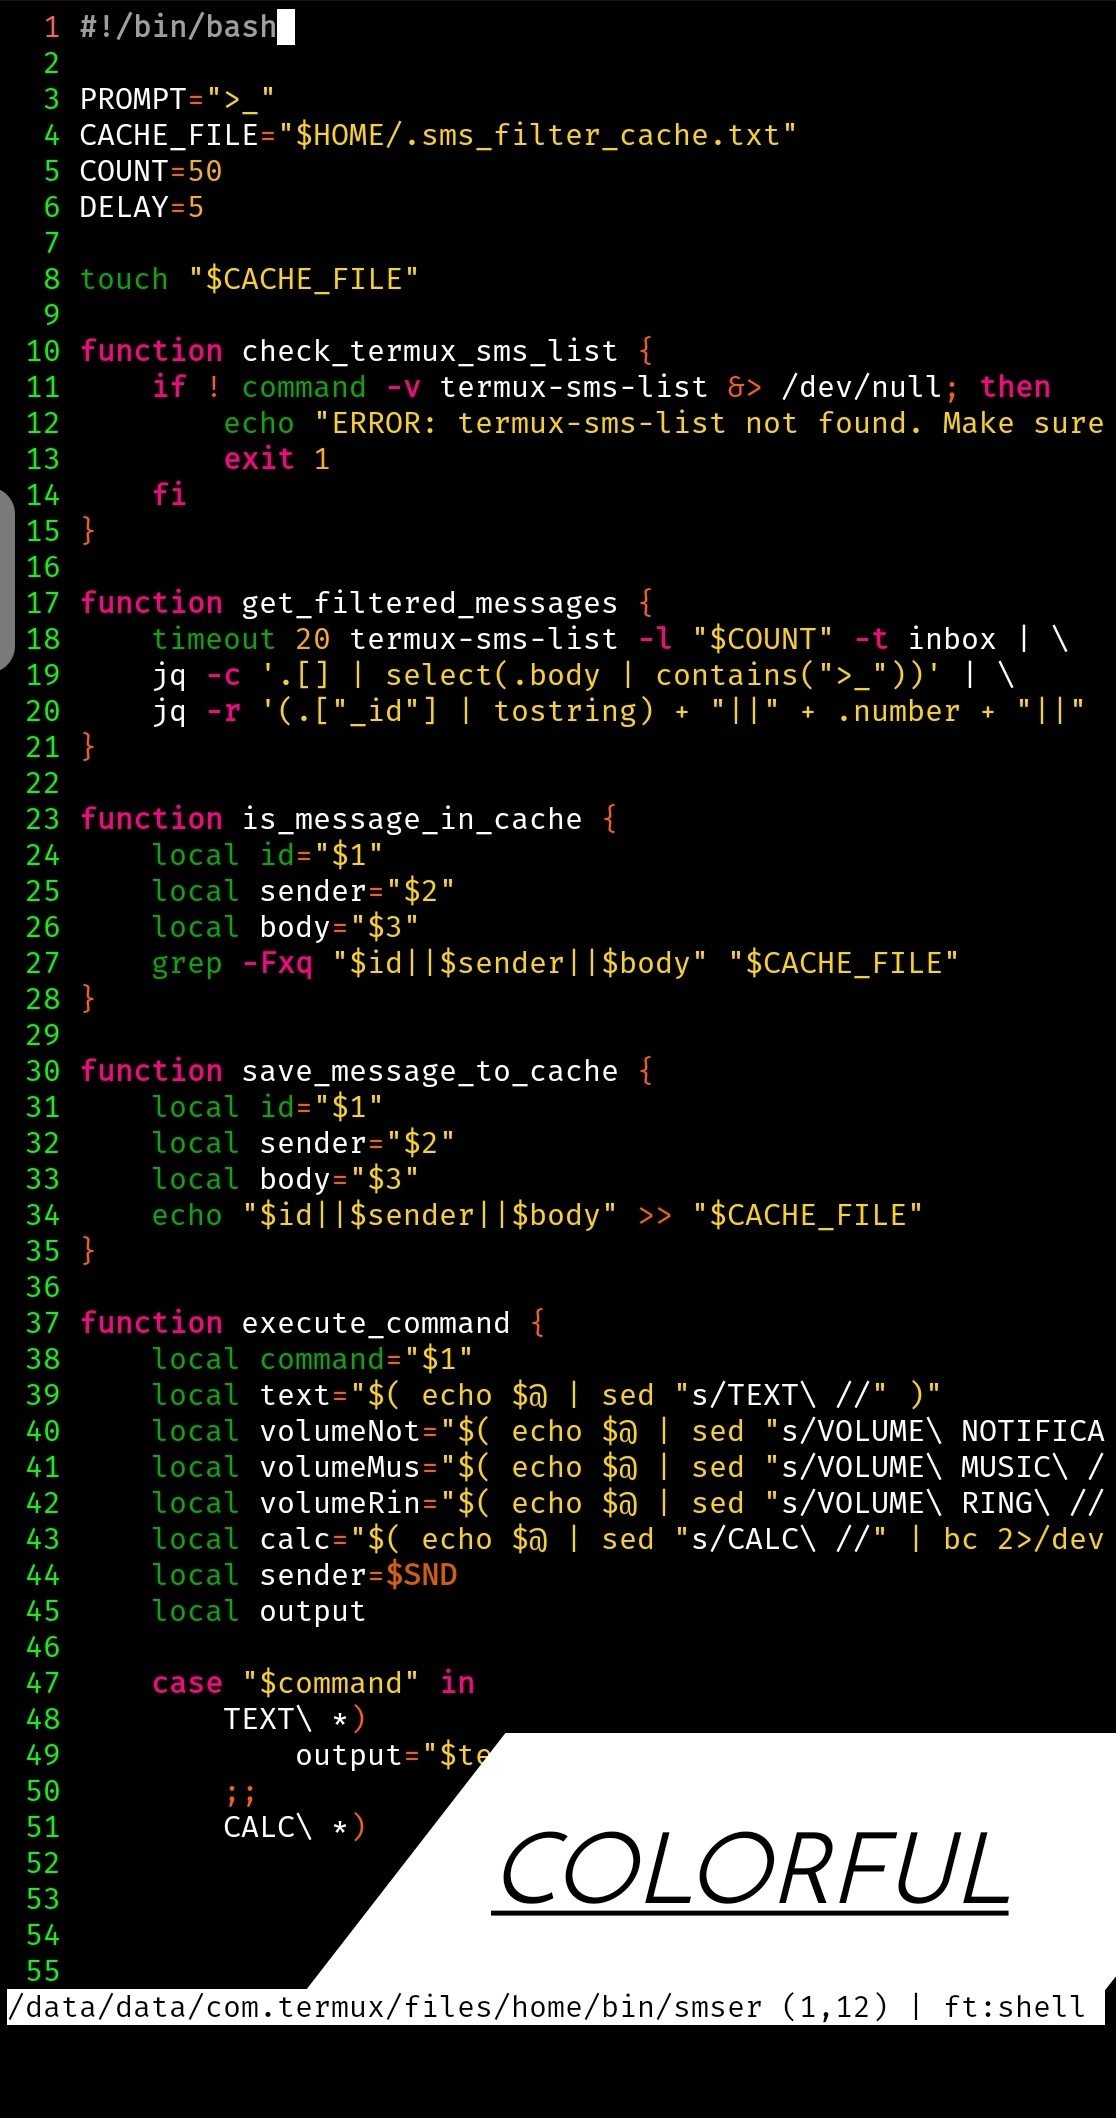 1 #!/bin/bash
2
3 PROMPT=">_"
4 CACHE_FILE="$HOME/.sms_filter_cache.txt"
5 COUNT=50
6 DELAY=5
7
8 touch "$CACHE_FILE"
9
10 function check_termux_sms_list {
11     if ! command -v termux-sms-list &> /dev/null; then
12         echo "ERROR: termux-sms-list not found. Make sure
13         exit 1
14     fi
15 }
16
17 function get_filtered_messages {
18     timeout 20 termux-sms-list -l "$COUNT" -t inbox | \
19     jq -c '.[] | select(.body | contains(">_"))' | \
20     jq -r '(.["_id"] | tostring) + "||" + .number + "||"
21 }
22
23 function is_message_in_cache {
24     local id="$1"
25     local sender="$2"
26     local body="$3"
27     grep -Fxq "$id||$sender||$body" "$CACHE_FILE"
28 }
29
30 function save_message_to_cache {
31     local id="$1"
32     local sender="$2"
33     local body="$3"
34     echo "$id||$sender||$body" >> "$CACHE_FILE"
35 }
36
37 function execute_command {
38     local command="$1"
39     local text="$( echo $@ | sed "s/TEXT\ //" )"
40     local volumeNot="$( echo $@ | sed "s/VOLUME\ NOTIFICA
41     local volumeMus="$( echo $@ | sed "s/VOLUME\ MUSIC\ /
42     local volumeRin="$( echo $@ | sed "s/VOLUME\ RING\ //
43     local calc="$( echo $@ | sed "s/CALC\ //" | bc 2>/dev
44     local sender=$SND
45     local output
46
47     case "$command" in
48         TEXT\ *)
49             output="$te
50         ;;
51         CALC\ *)
52
53
54
55
COLORFUL
/data/data/com.termux/files/home/bin/smser (1,12) | ft:shell